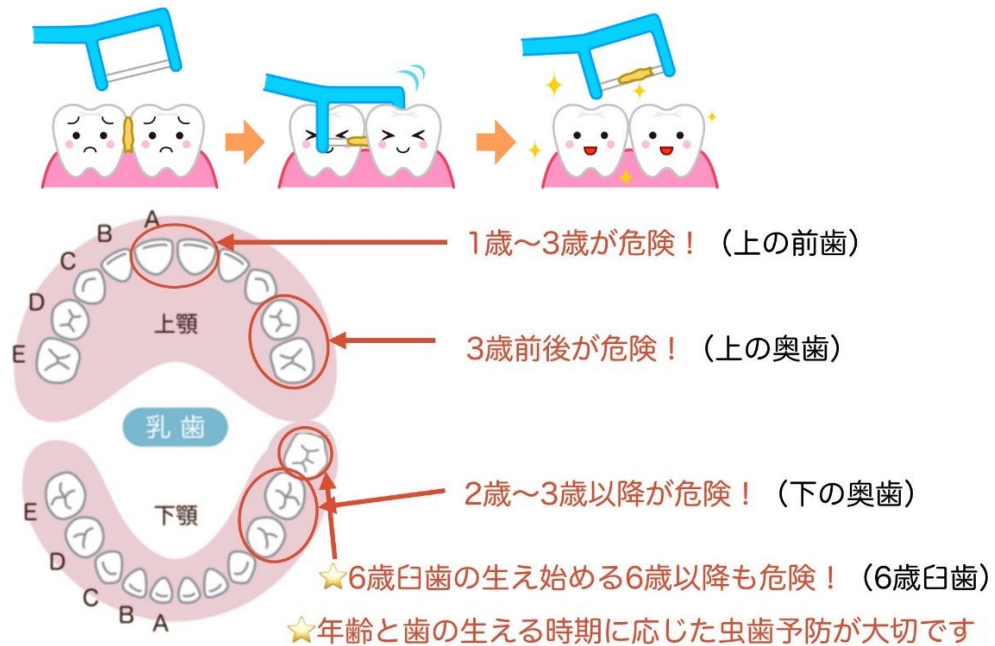 A
B
C
D
E
上顎
1歳〜3歳が危険！（上の前歯）
3歳前後が危険！（上の奥歯）
乳歯
2歳〜3歳以降が危険！（下の奥歯）
下顎
E
D
C
B
A
⭐6歳臼歯の生え始める6歳以降も危険！（6歳臼歯）
⭐年齢と歯の生える時期に応じた虫歯予防が大切です